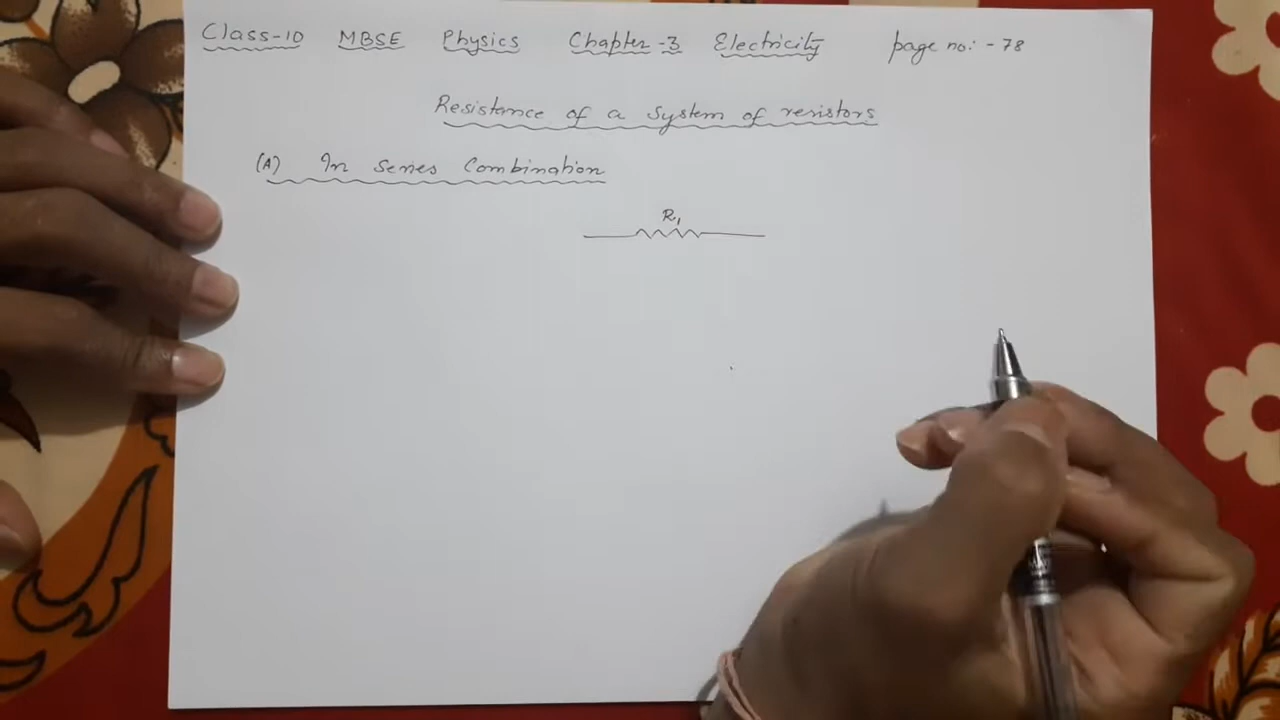 Class-10 MBSE Physics Chapter-3 Electricity page no:-78
Resistance of a system of resistors
(A) In series Combination
R₁